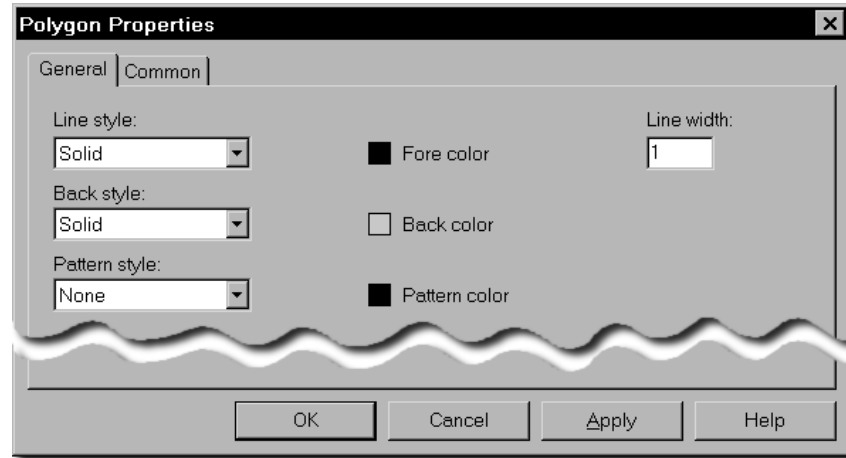 Polygon Properties
General Common
Line style: Line width:
Solid Fore color 1
Back style:
Solid Back color
Pattern style:
None Pattern color
OK Cancel Apply Help